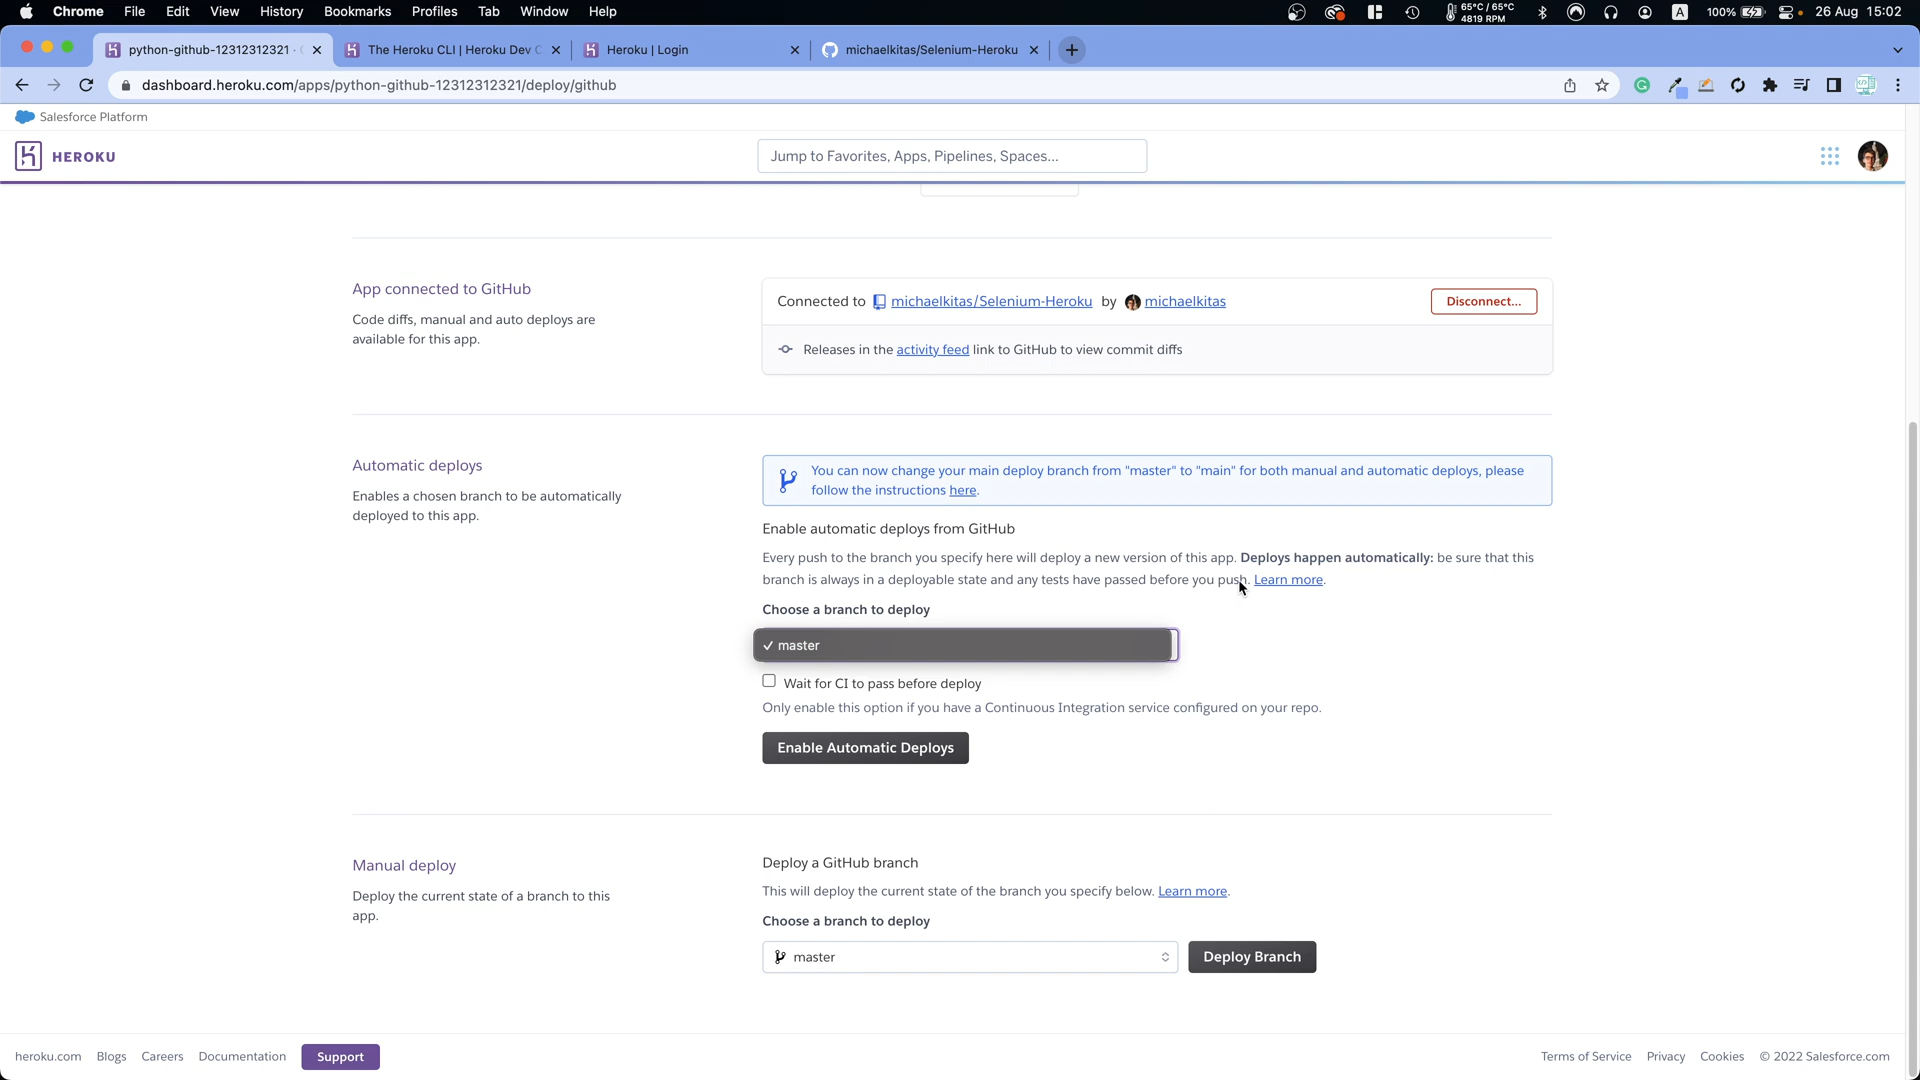 Chrome File Edit View History Bookmarks Profiles Tab Window Help 65°C / 65°C 4819 RPM A 100% 26 Aug 15:02
python-github-12312312321 · The Heroku CLI | Heroku Dev C Heroku | Login michaelkitas/Selenium-Heroku
dashboard.heroku.com/apps/python-github-12312312321/deploy/github
Salesforce Platform
HEROKU Jump to Favorites, Apps, Pipelines, Spaces...
App connected to GitHub
Code diffs, manual and auto deploys are
available for this app.
Connected to michaelkitas/Selenium-Heroku by michaelkitas Disconnect...
Releases in the activity feed link to GitHub to view commit diffs
Automatic deploys
Enables a chosen branch to be automatically
deployed to this app.
You can now change your main deploy branch from "master" to "main" for both manual and automatic deploys, please
follow the instructions here.
Enable automatic deploys from GitHub
Every push to the branch you specify here will deploy a new version of this app. Deploys happen automatically: be sure that this
branch is always in a deployable state and any tests have passed before you push. Learn more.
Choose a branch to deploy
✓ master
Wait for CI to pass before deploy
Only enable this option if you have a Continuous Integration service configured on your repo.
Enable Automatic Deploys
Manual deploy
Deploy the current state of a branch to this
app.
Deploy a GitHub branch
This will deploy the current state of the branch you specify below. Learn more.
Choose a branch to deploy
master Deploy Branch
heroku.com Blogs Careers Documentation Support Terms of Service Privacy Cookies © 2022 Salesforce.com